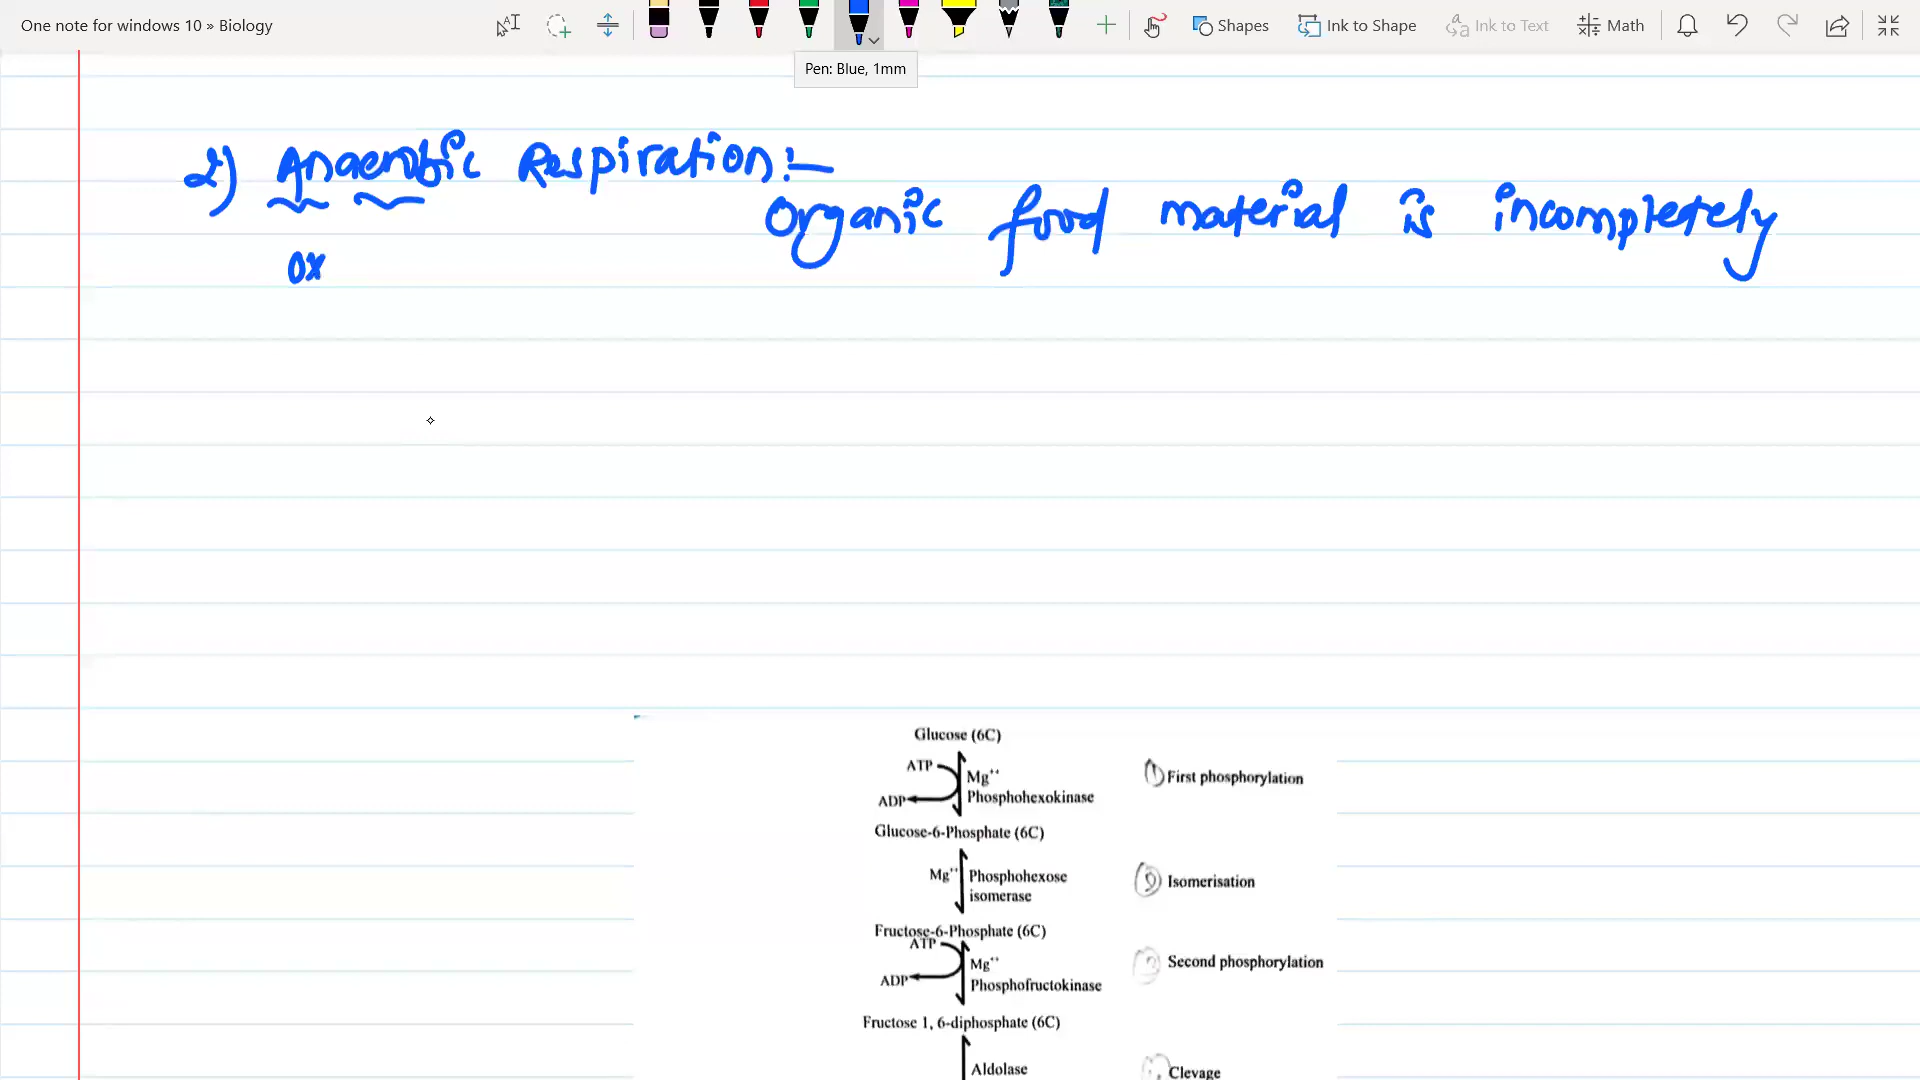 One note for windows 10 » Biology
Shapes
Ink to Shape
Ink to Text
Math
Pen: Blue, 1mm
2) Anaerobic Respiration:—
Organic food material is incompletely
Ox
Glucose (6C)
ATP
Mg++
ADP
Phosphohexokinase
1 First phosphorylation
Glucose-6-Phosphate (6C)
Mg++
Phosphohexose
isomerase
2 Isomerisation
Fructose-6-Phosphate (6C)
ATP
Mg++
ADP
Phosphofructokinase
Second phosphorylation
Fructose 1, 6-diphosphate (6C)
Aldolase
Clevage